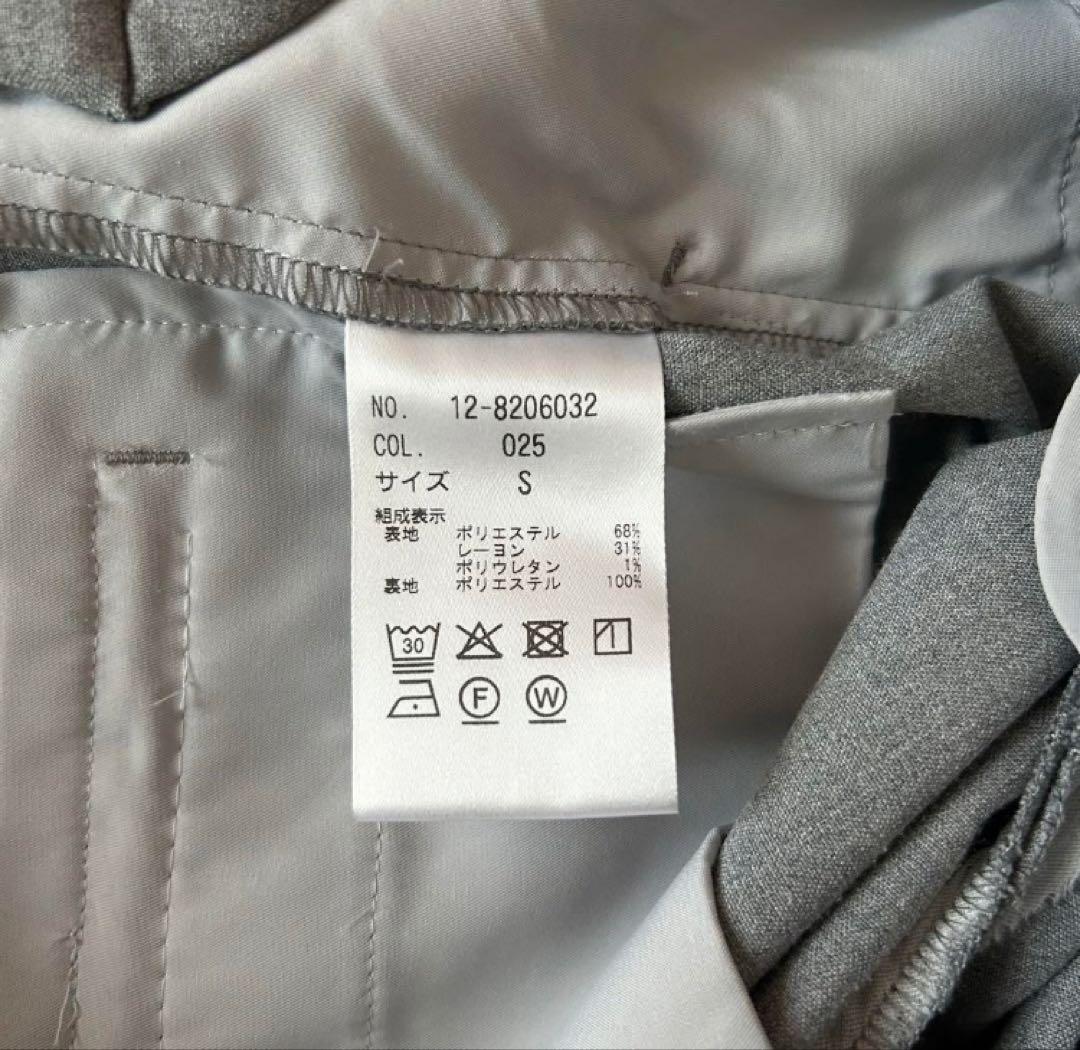 NO. 12-8206032
COL. 025
サイズ S
組成表示
表地 ポリエステル 68%
レーヨン 31%
ポリウレタン 1%
裏地 ポリエステル 100%
30
F W